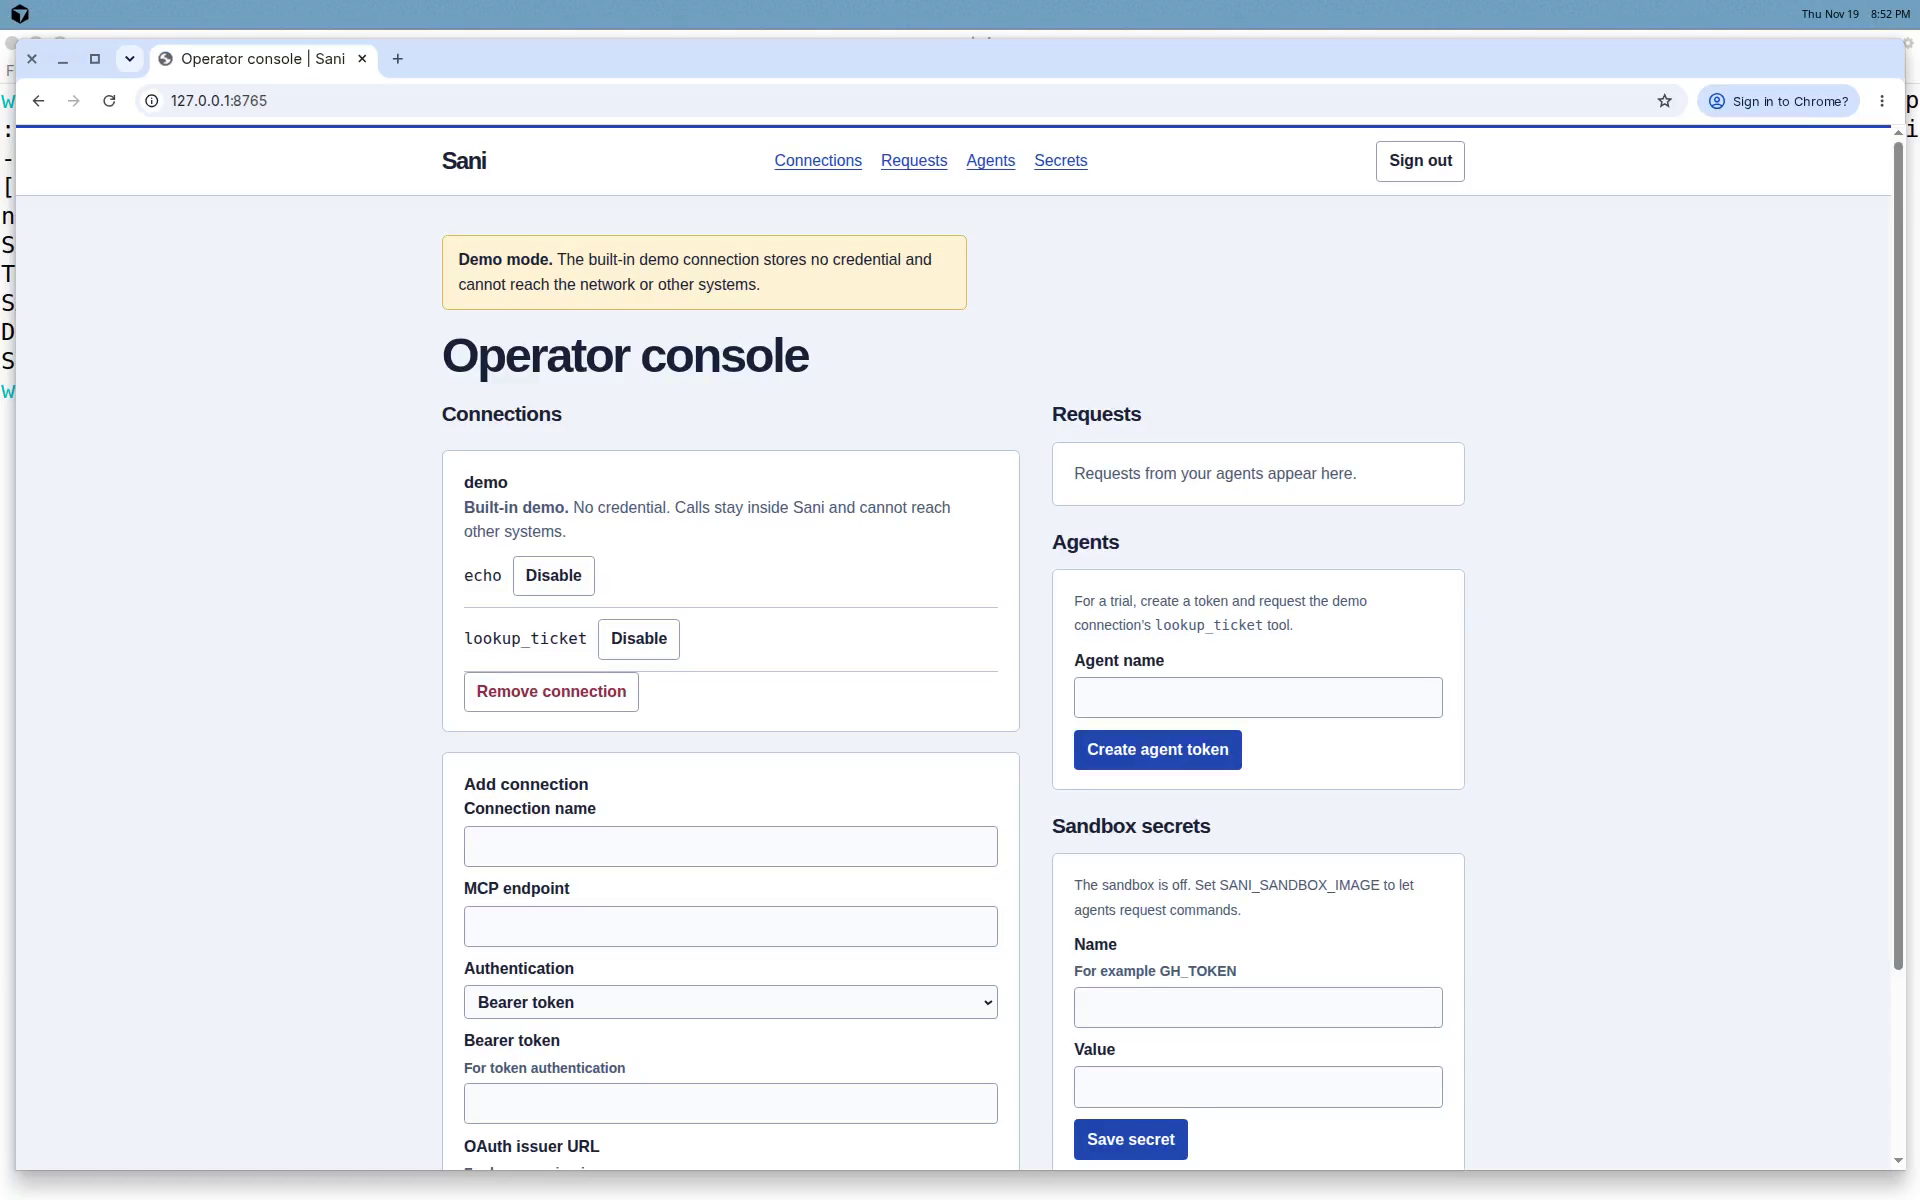 Thu Nov 19 8:52 PM
Operator console | Sani
127.0.0.1:8765
Sign in to Chrome?
Sani
Connections Requests Agents Secrets
Sign out
Demo mode. The built-in demo connection stores no credential and
cannot reach the network or other systems.
Operator console
Connections
demo
Built-in demo. No credential. Calls stay inside Sani and cannot reach
other systems.
echo Disable
lookup_ticket Disable
Remove connection
Add connection
Connection name
MCP endpoint
Authentication
Bearer token
Bearer token
For token authentication
OAuth issuer URL
Requests
Requests from your agents appear here.
Agents
For a trial, create a token and request the demo
connection’s lookup_ticket tool.
Agent name
Create agent token
Sandbox secrets
The sandbox is off. Set SANI_SANDBOX_IMAGE to let
agents request commands.
Name
For example GH_TOKEN
Value
Save secret